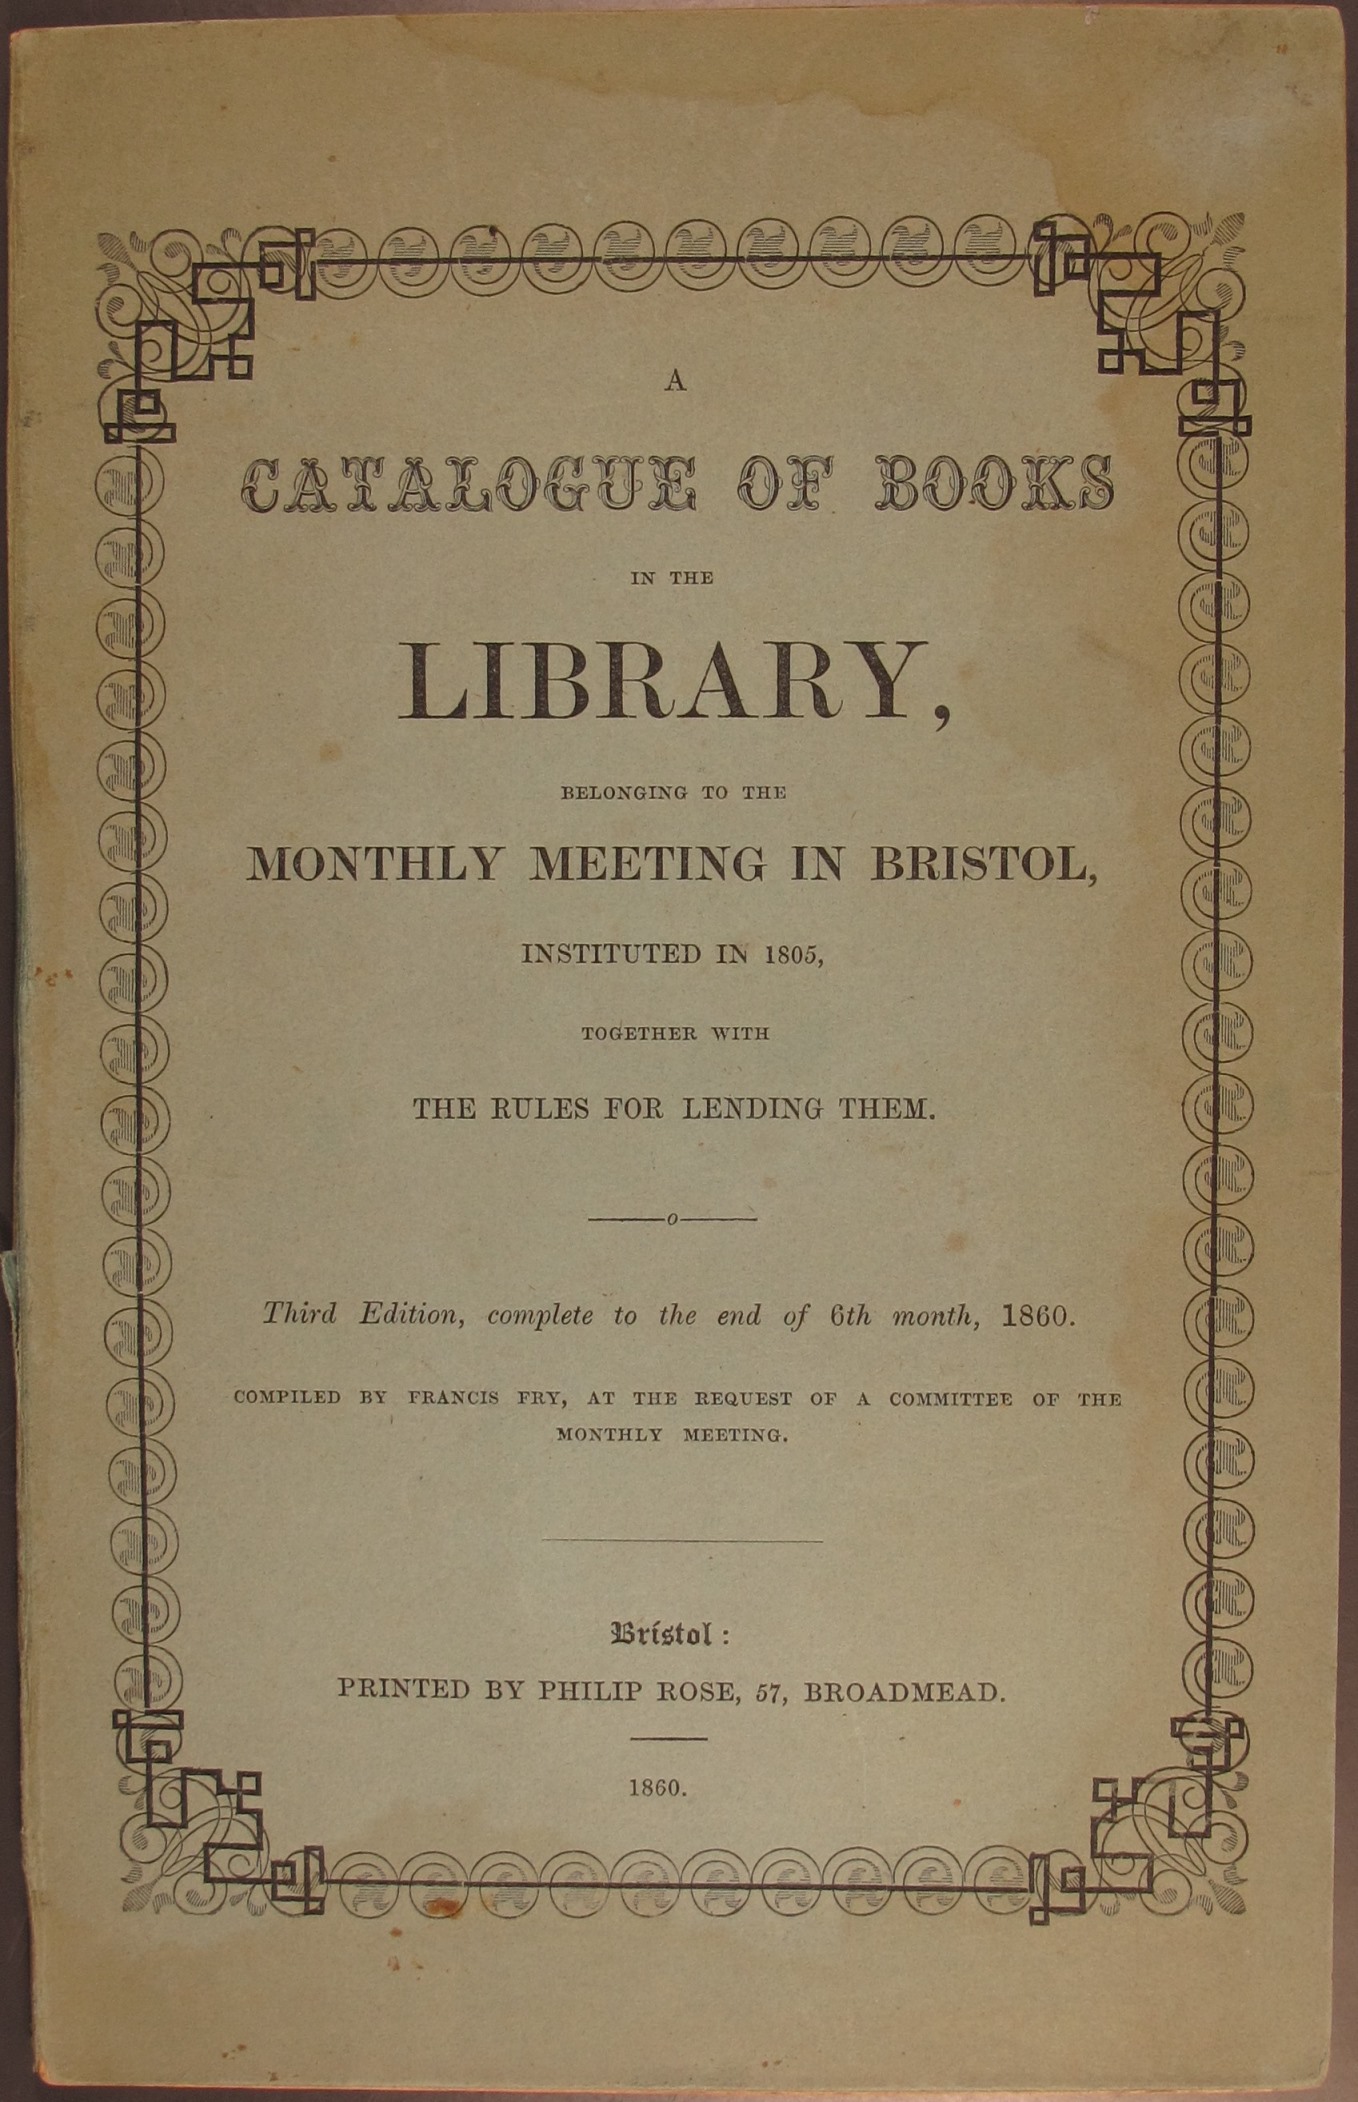 A
CATALOGUE OF BOOKS
IN THE
LIBRARY,
BELONGING TO THE
MONTHLY MEETING IN BRISTOL,
INSTITUTED IN 1805,
TOGETHER WITH
THE RULES FOR LENDING THEM.
o
Third Edition, complete to the end of 6th month, 1860.
COMPILED BY FRANCIS FRY, AT THE REQUEST OF A COMMITTEE OF THE
MONTHLY MEETING.
Bristol :
PRINTED BY PHILIP ROSE, 57, BROADMEAD.
1860.